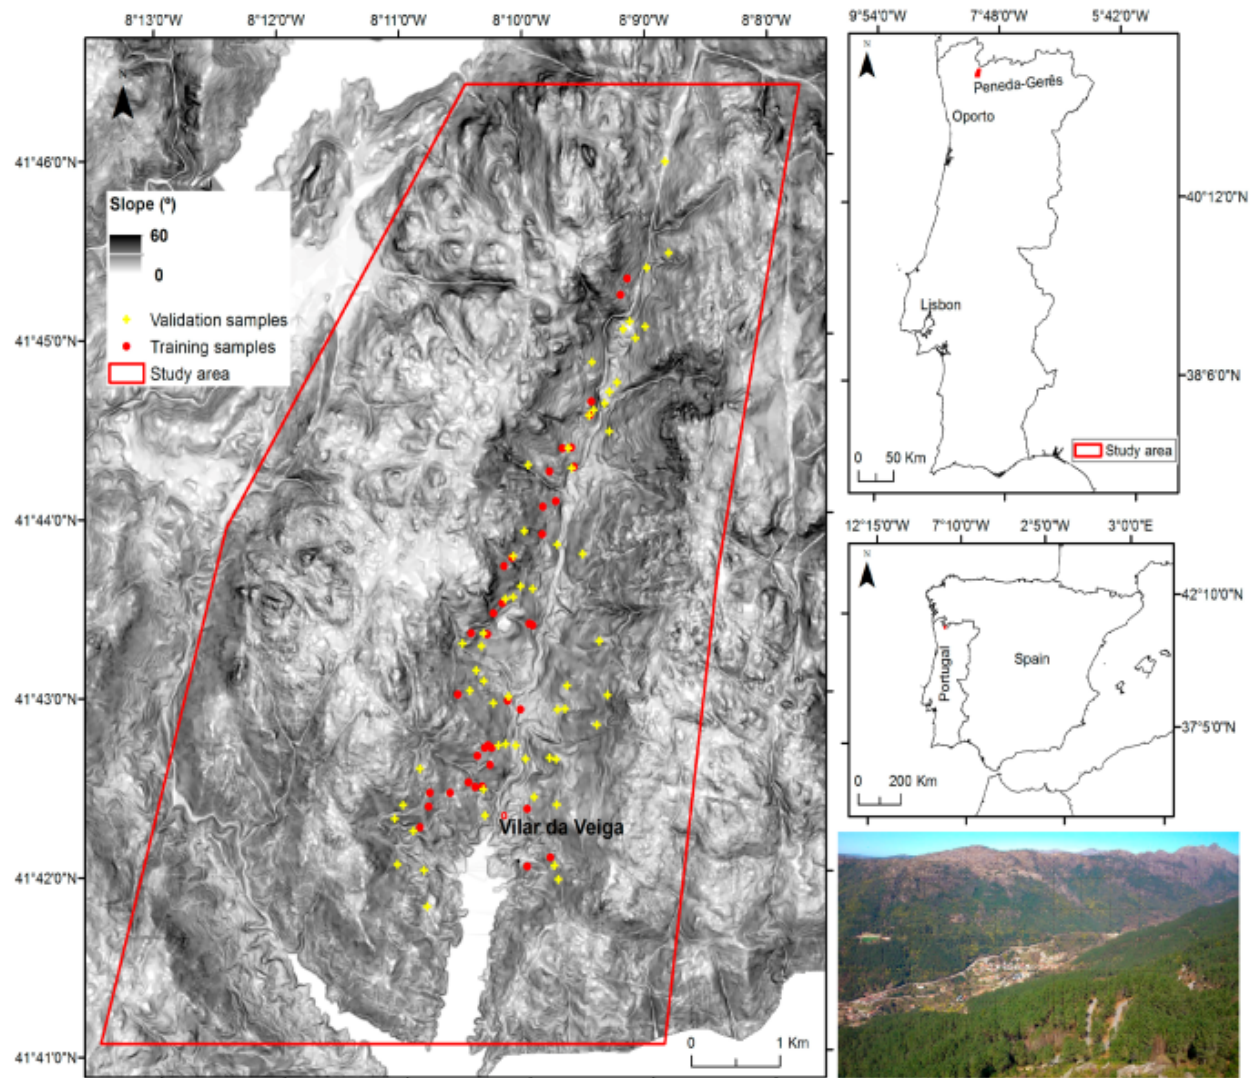 8°13'0"W 8°12'0"W 8°11'0"W 8°10'0"W 8°9'0"W 8°8'0"W
41°46'0"N
41°45'0"N
41°44'0"N
41°43'0"N
41°42'0"N
41°41'0"N
Slope (º)
60
0
Validation samples
Training samples
Study area
Vilar da Veiga
0 1 Km
9°54'0"W 7°48'0"W 5°42'0"W
N
Peneda-Gerês
Oporto
40°12'0"N
Lisbon
38°6'0"N
0 50 Km
Study area
12°15'0"W 7°10'0"W 2°50'0"W 3°0'0"E
N
42°10'0"N
Portugal
Spain
37°5'0"N
0 200 Km